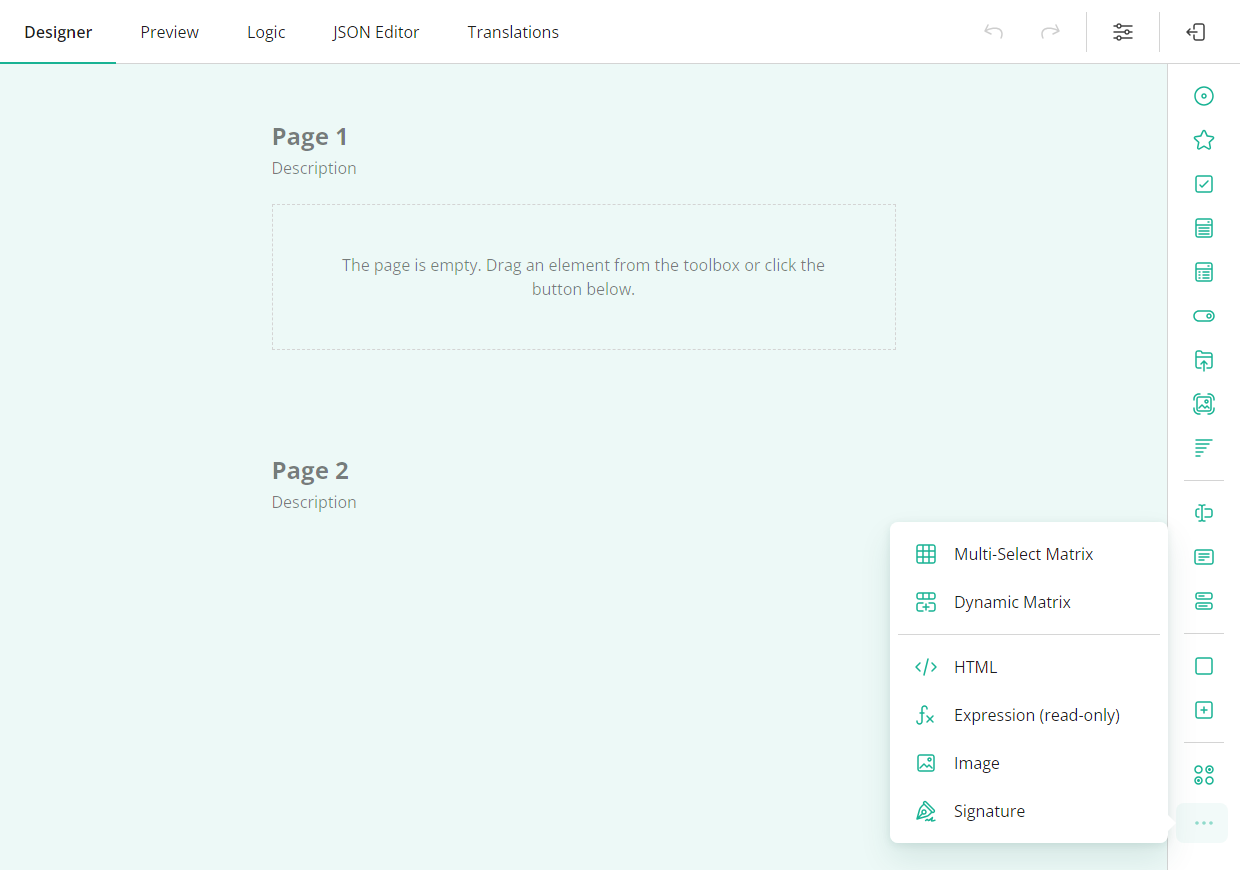 Designer Preview Logic JSON Editor Translations
Page 1
Description
The page is empty. Drag an element from the toolbox or click the
button below.
Page 2
Description
Multi-Select Matrix
Dynamic Matrix
HTML
Expression (read-only)
Image
Signature